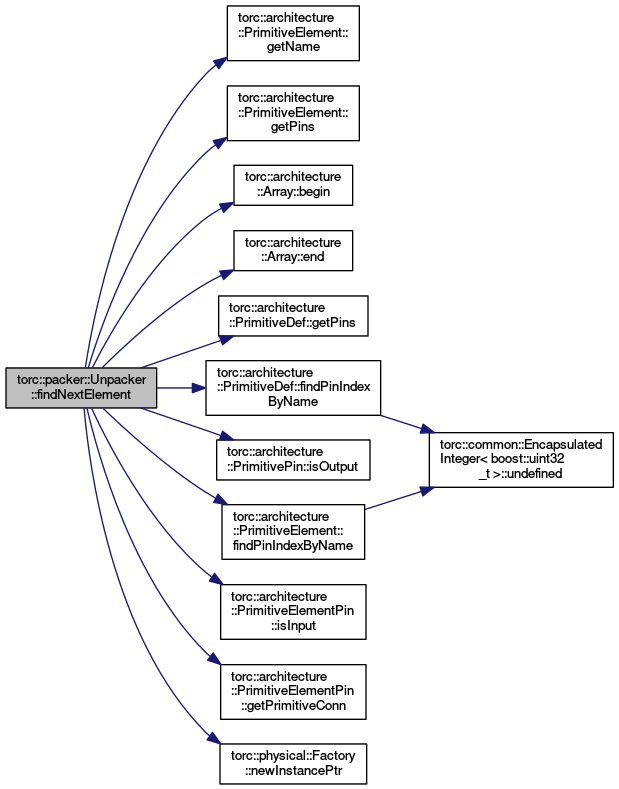 torc::architecture
::PrimitiveElement::
getName
torc::architecture
::PrimitiveElement::
getPins
torc::architecture
::Array::begin
torc::architecture
::Array::end
torc::architecture
::PrimitiveDef::getPins
torc::packer::Unpacker
::findNextElement
torc::architecture
::PrimitiveDef::findPinIndex
ByName
torc::common::Encapsulated
Integer< boost::uint32
_t >::undefined
torc::architecture
::PrimitivePin::isOutput
torc::architecture
::PrimitiveElement::
findPinIndexByName
torc::architecture
::PrimitiveElementPin
::isInput
torc::architecture
::PrimitiveElementPin
::getPrimitiveConn
torc::physical::Factory
::newInstancePtr